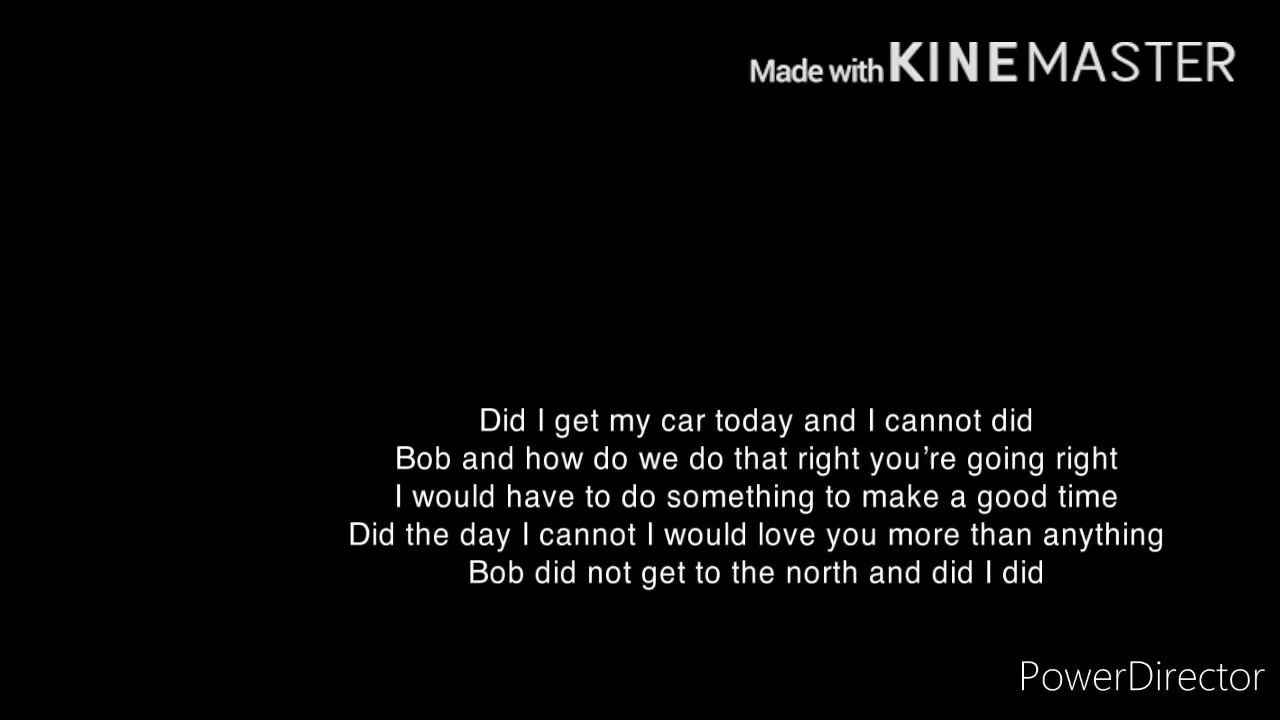 Made with KINEMASTER
Did I get my car today and I cannot did
Bob and how do we do that right you’re going right
I would have to do something to make a good time
Did the day I cannot I would love you more than anything
Bob did not get to the north and did I did
PowerDirector